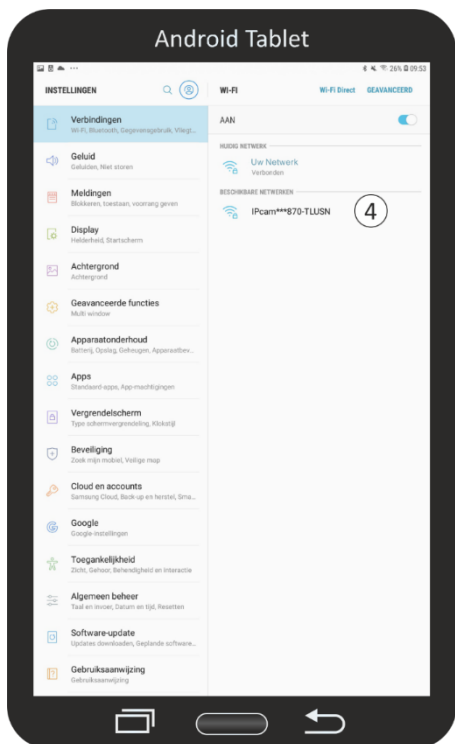 Android Tablet
26% 09:53
INSTELLINGEN
Verbindingen
Wi-Fi, Bluetooth, Gegevensgebruik, Vliegt...
Geluid
Geluiden, Niet storen
Meldingen
Blokkeren, toestaan, voorrang geven
Display
Helderheid, Startscherm
Achtergrond
Achtergrond
Geavanceerde functies
Multi window
Apparaatonderhoud
Batterij, Opslag, Geheugen, Apparaatbev...
Apps
Standaard-apps, App-machtigingen
Vergrendelscherm
Type schermvergrendeling, Klokstijl
Beveiliging
Zoek mijn mobiel, Veilige map
Cloud en accounts
Samsung Cloud, Back-up en herstel, Sma...
Google
Google-instellingen
Toegankelijkheid
Zicht, Gehoor, Behendigheid en interactie
Algemeen beheer
Taal en invoer, Datum en tijd, Resetten
Software-update
Updates downloaden, Geplande software...
Gebruiksaanwijzing
Gebruiksaanwijzing
WI-FI
Wi-Fi Direct GEAVANCEERD
AAN
HUIDIG NETWERK
Uw Netwerk
Verbonden
BESCHIKBARE NETWERKEN
IPcam***870-TLUSN 4